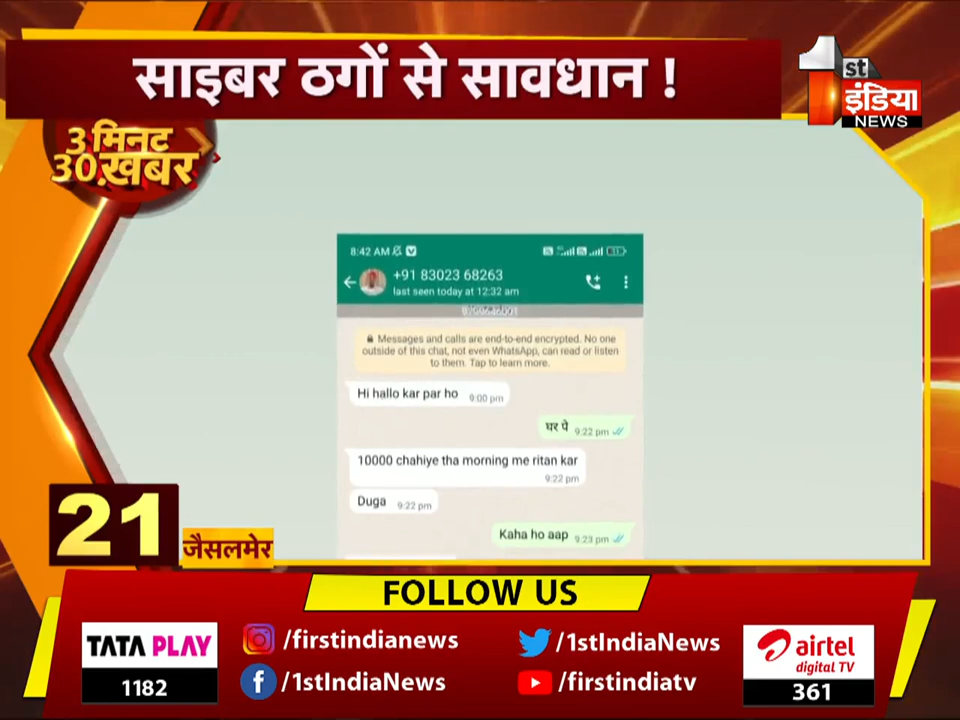 साइबर ठगों से सावधान !
1st
इंडिया
NEWS
3 मिनट
30 ख़बर
8:42 AM
+91 83023 68263
last seen today at 12:32 am
Messages and calls are end-to-end encrypted. No one
outside of this chat, not even WhatsApp, can read or listen
to them. Tap to learn more.
Hi hallo kar par ho 9:00 pm
घर पे 9:22 pm
10000 chahiye tha morning me ritan kar
9:22 pm
Duga 9:22 pm
Kaha ho aap 9:23 pm
21
जैसलमेर
FOLLOW US
TATA PLAY
1182
/firstindianews
/1stIndiaNews
/1stIndiaNews
/firstindiatv
airtel
digital TV
361